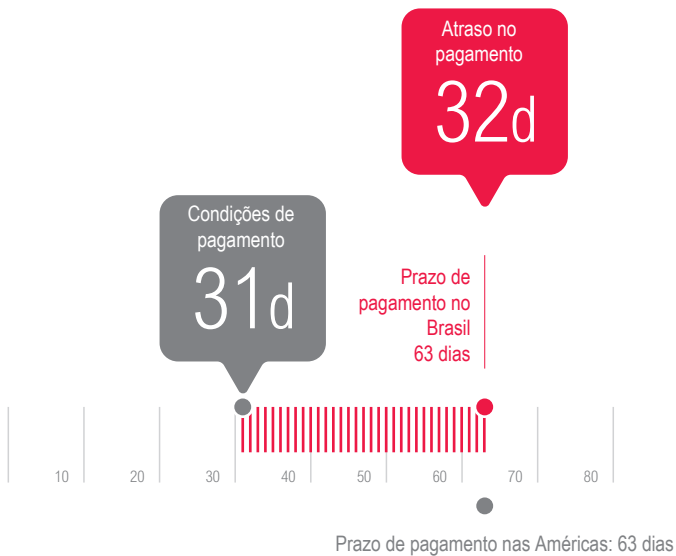 Atraso no
pagamento
32d
Condições de
pagamento
31d
Prazo de
pagamento no
Brasil
63 dias
10 20 30 40 50 60 70 80
Prazo de pagamento nas Américas: 63 dias